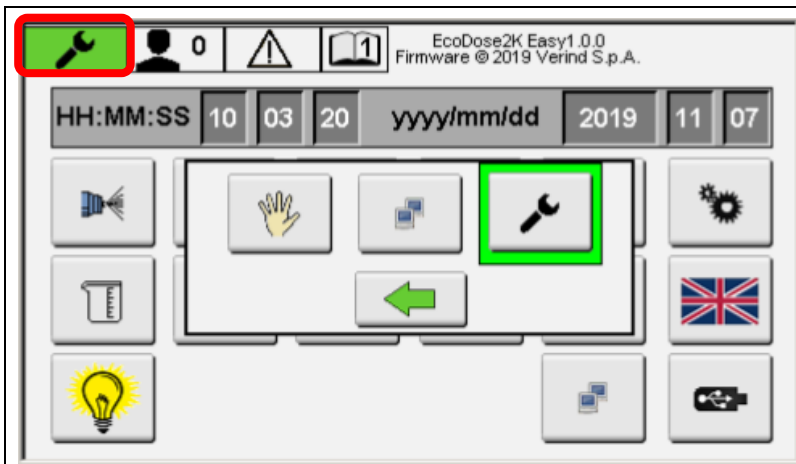 0
1
EcoDose2K Easy1.0.0
Firmware © 2019 Verind S.p.A.
HH:MM:SS 10 03 20 yyyy/mm/dd 2019 11 07